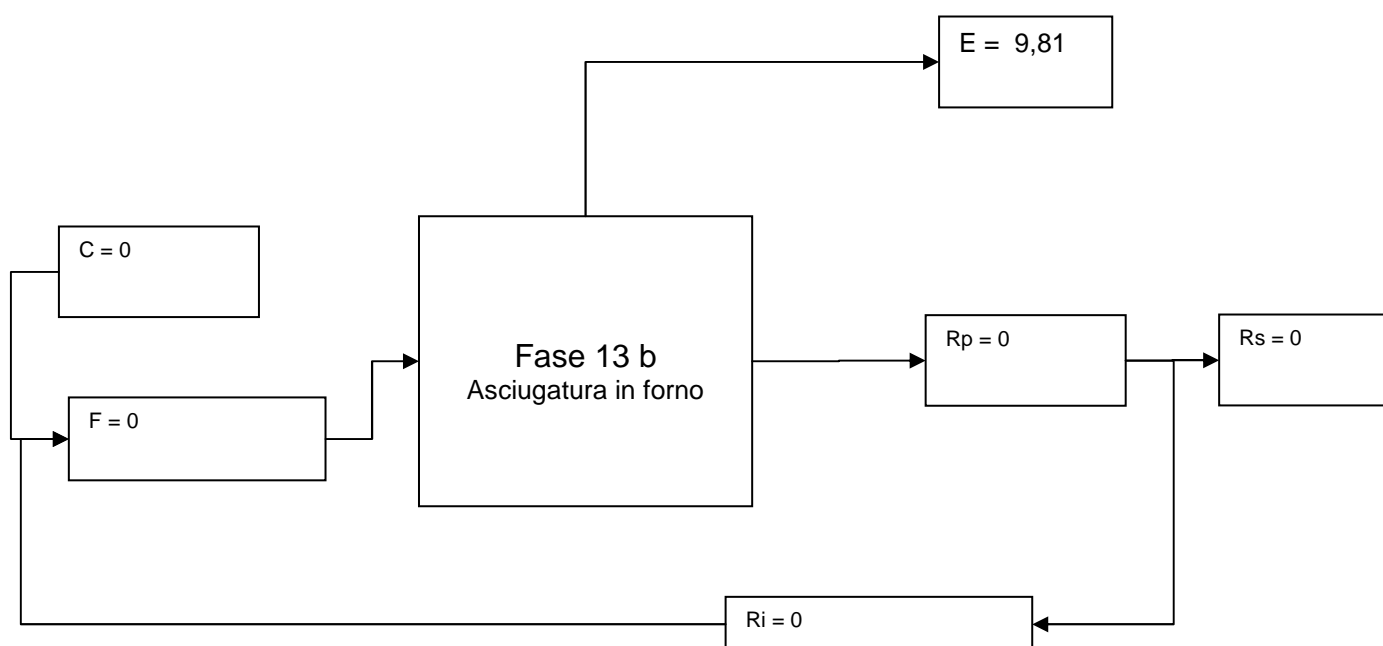 E = 9,81
C = 0
Fase 13 b
Asciugatura in forno
Rp = 0
Rs = 0
F = 0
Ri = 0